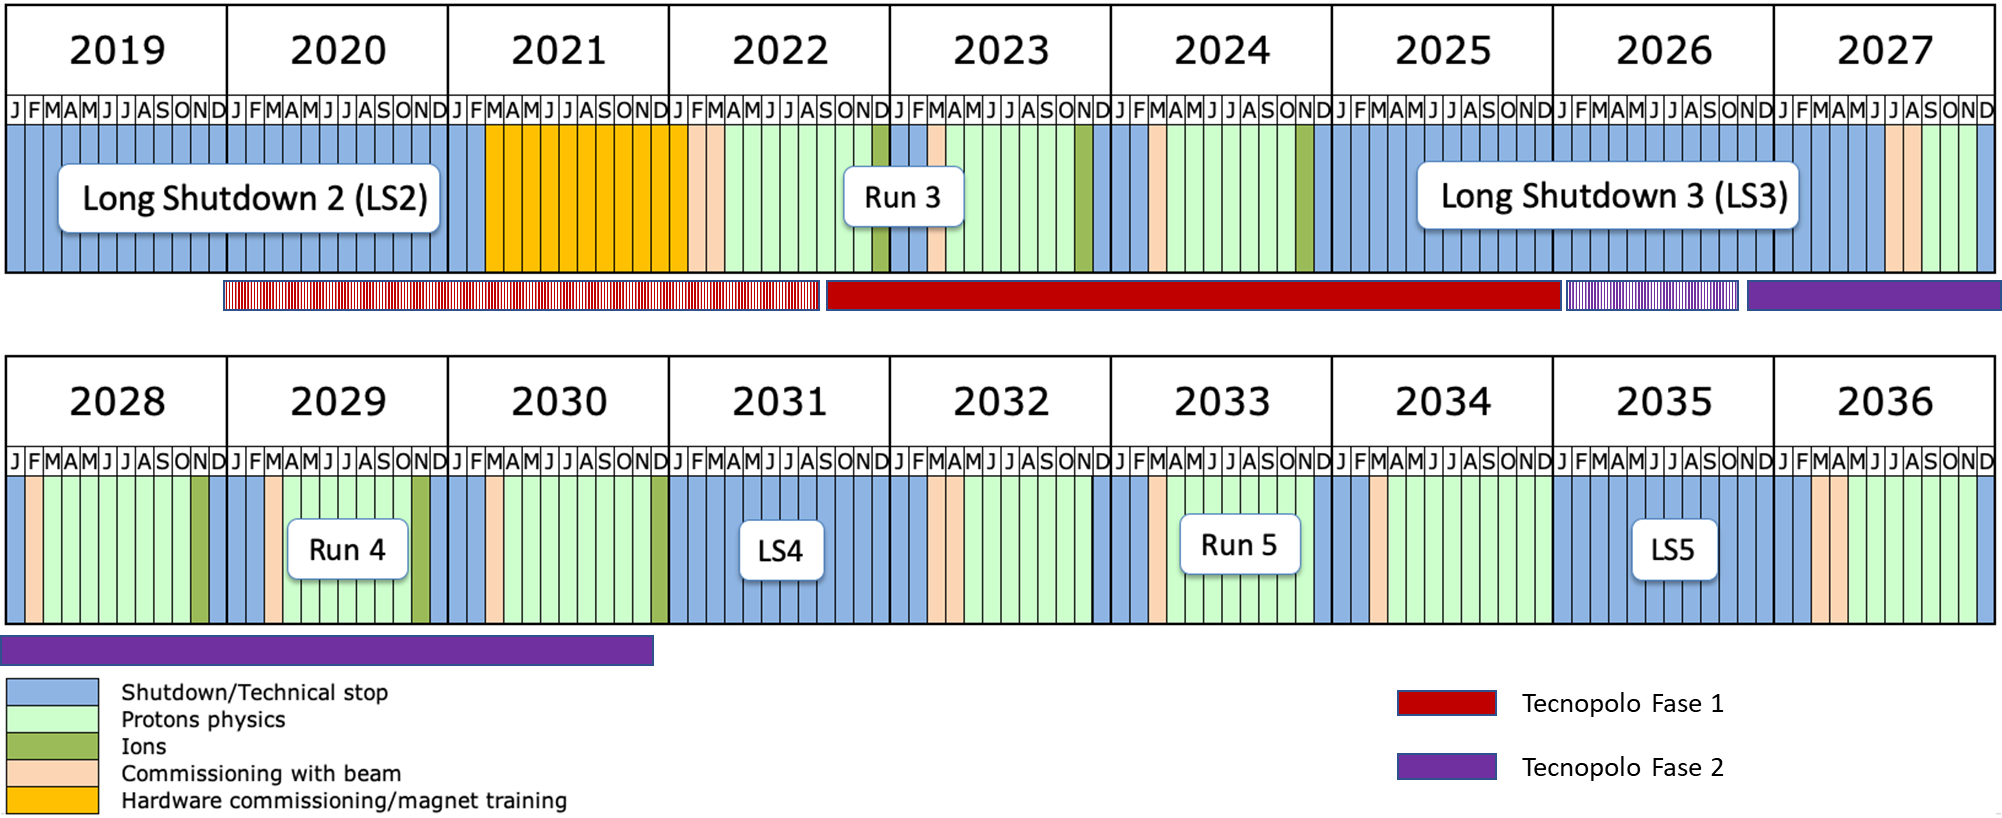 2019 2020 2021 2022 2023 2024 2025 2026 2027
J F M A M J J A S O N D J F M A M J J A S O N D J F M A M J J A S O N D J F M A M J J A S O N D J F M A M J J A S O N D J F M A M J J A S O N D J F M A M J J A S O N D J F M A M J J A S O N D J F M A M J J A S O N D
Long Shutdown 2 (LS2) Run 3 Long Shutdown 3 (LS3)
2028 2029 2030 2031 2032 2033 2034 2035 2036
J F M A M J J A S O N D J F M A M J J A S O N D J F M A M J J A S O N D J F M A M J J A S O N D J F M A M J J A S O N D J F M A M J J A S O N D J F M A M J J A S O N D J F M A M J J A S O N D J F M A M J J A S O N D
Run 4 LS4 Run 5 LS5
Shutdown/Technical stop
Protons physics
Ions
Commissioning with beam
Hardware commissioning/magnet training
Tecnopolo Fase 1
Tecnopolo Fase 2